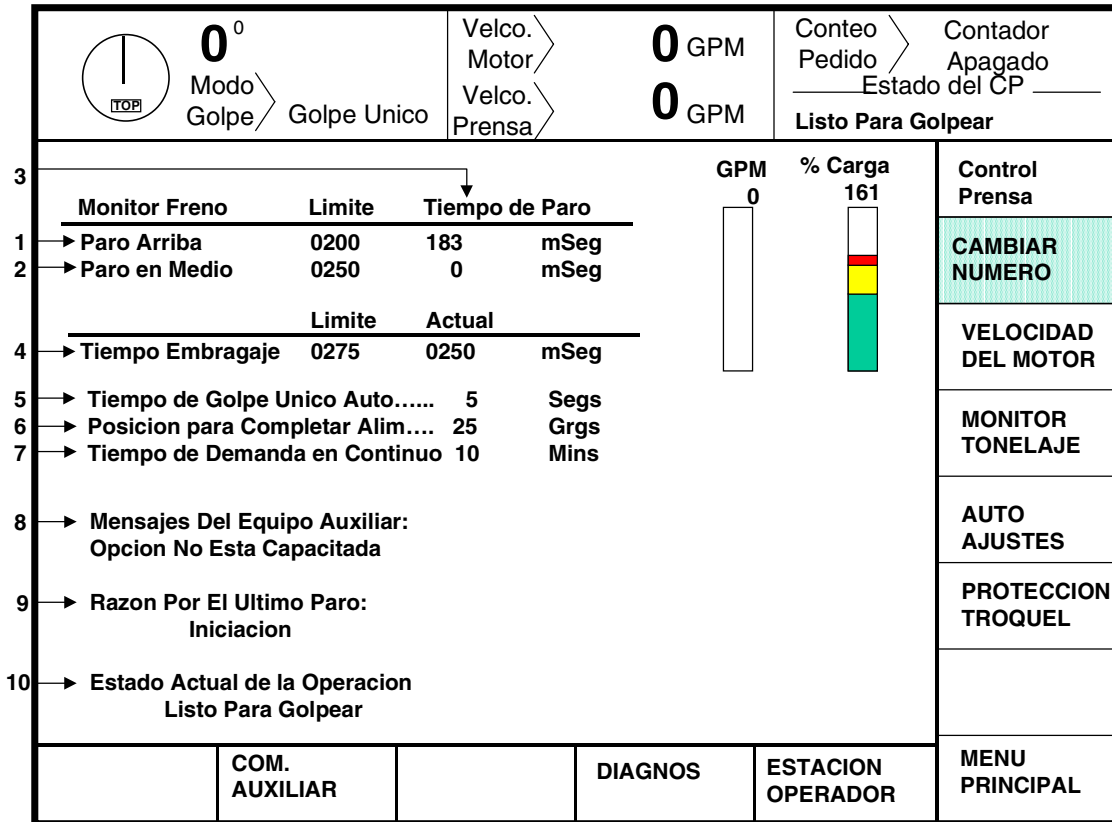 TOP
0 0
Modo
Golpe Golpe Unico
Velco.
Motor 0 GPM
Velco.
Prensa 0 GPM
Conteo
Pedido
Contador
Apagado
Estado del CP
Listo Para Golpear
3
Monitor Freno Limite Tiempo de Paro
1 Paro Arriba 0200 183 mSeg
2 Paro en Medio 0250 0 mSeg
Limite Actual
4 Tiempo Embragaje 0275 0250 mSeg
5 Tiempo de Golpe Unico Auto…... 5 Segs
6 Posicion para Completar Alim…. 25 Grgs
7 Tiempo de Demanda en Continuo 10 Mins
8 Mensajes Del Equipo Auxiliar:
Opcion No Esta Capacitada
9 Razon Por El Ultimo Paro:
Iniciacion
10 Estado Actual de la Operacion
Listo Para Golpear
GPM
0
% Carga
161
Control
Prensa
CAMBIAR
NUMERO
VELOCIDAD
DEL MOTOR
MONITOR
TONELAJE
AUTO
AJUSTES
PROTECCION
TROQUEL
MENU
PRINCIPAL
COM.
AUXILIAR
DIAGNOS
ESTACION
OPERADOR